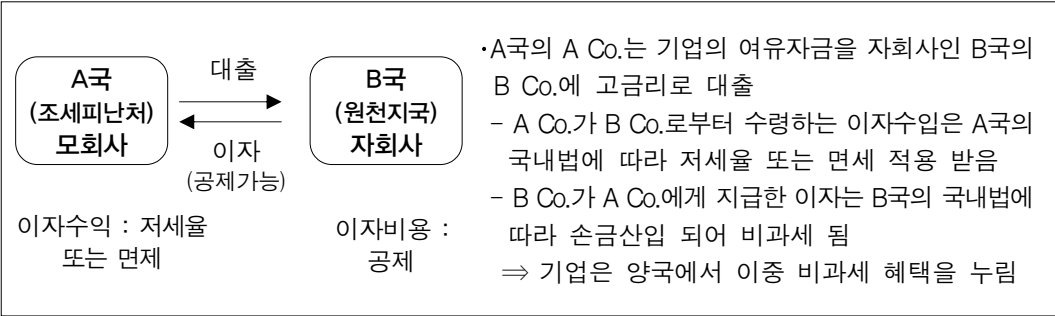 A국
(조세피난처)
모회사
대출
이자
(공제가능)
B국
(원천지국)
자회사
이자수익 : 저세율
또는 면제
이자비용 :
공제
·A국의 A Co.는 기업의 여유자금을 자회사인 B국의
B Co.에 고금리로 대출
- A Co.가 B Co.로부터 수령하는 이자수입은 A국의
국내법에 따라 저세율 또는 면세 적용 받음
- B Co.가 A Co.에게 지급한 이자는 B국의 국내법에
따라 손금산입 되어 비과세 됨
⇒ 기업은 양국에서 이중 비과세 혜택을 누림